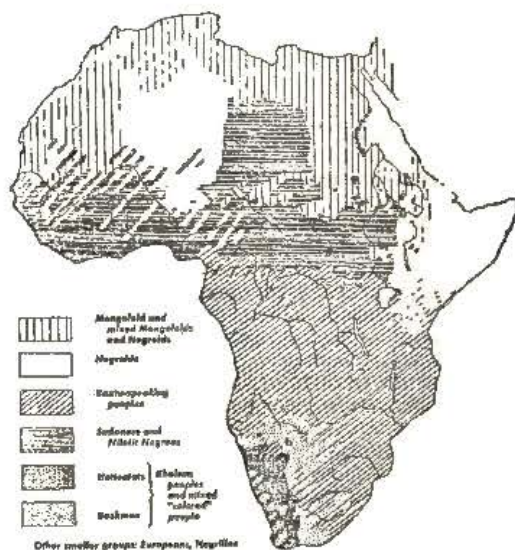 Mongoloid and
mixed Mongoloids
and Negroids
Negroids
Bantu-speaking
peoples
Sudanese and
Nilotic Negroes
Hottentots
Bushmen
Khoisan
peoples
and mixed
"colored"
people
Other smaller groups: Europeans, Negrillos